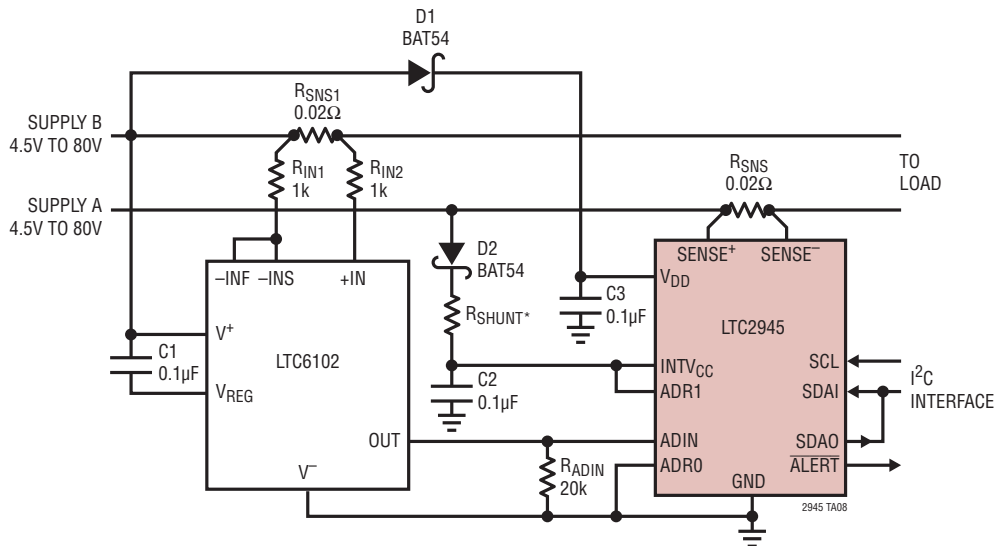 D1
BAT54
SUPPLY B
4.5V TO 80V
RSNS1
0.02Ω
RIN1
1k
RIN2
1k
SUPPLY A
4.5V TO 80V
RSNS
0.02Ω
TO
LOAD
D2
BAT54
RSHUNT*
–INF
–INS
+IN
V+
LTC6102
VREG
OUT
V–
C1
0.1µF
C2
0.1µF
C3
0.1µF
SENSE+
SENSE–
VDD
LTC2945
INTVCC
ADR1
ADIN
ADR0
GND
SCL
SDAI
SDAO
ALERT
I2C
INTERFACE
RADIN
20k
2945 TA08